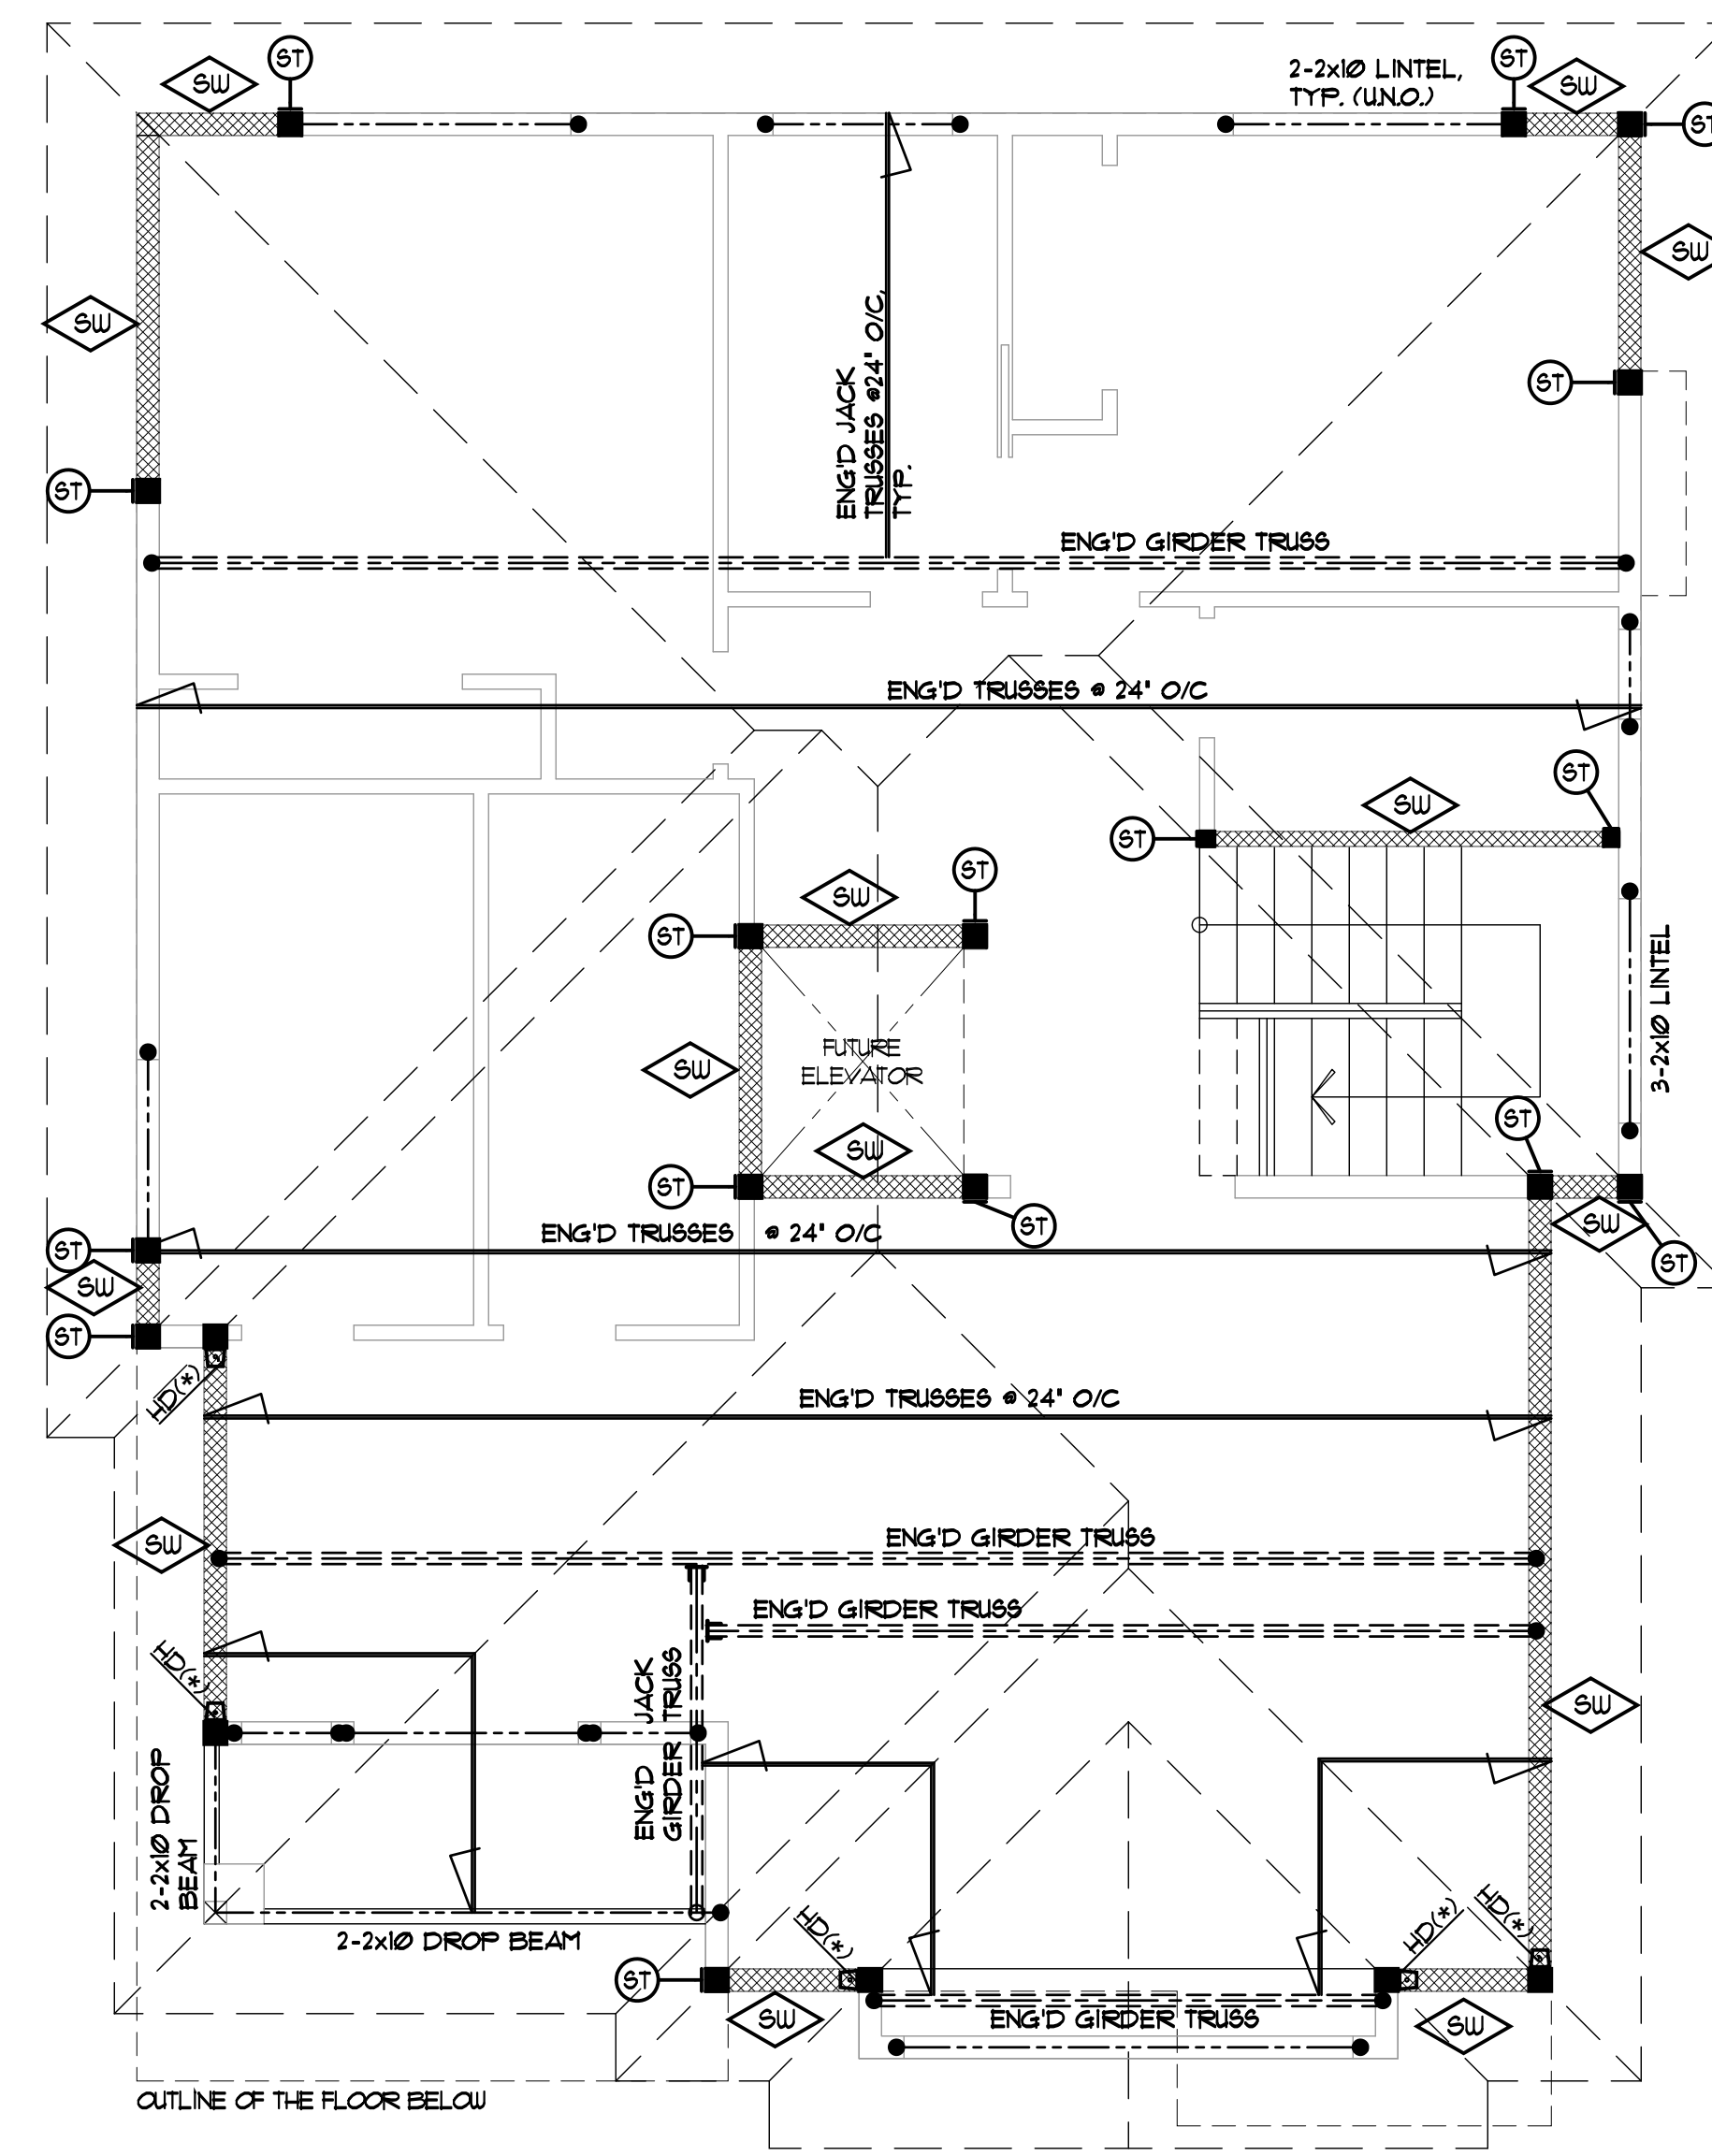 ST
SW
2-2x10 LINTEL,
TYP. (U.N.O.)
ST
SW
ST
SW
SW
ENG'D JACK
TRUSSES @24" O/C,
TYP.
ST
ST
ENG'D GIRDER TRUSS
ENG'D TRUSSES @ 24" O/C
ST
SW
ST
ST
SW
ST
3-2x10 LINTEL
SW
FUTURE
ELEVATOR
ST
SW
ST
ST
SW
ENG'D TRUSSES @ 24" O/C
ST
ST
SW
ST
HD(*)
ENG'D TRUSSES @ 24" O/C
SW
ENG'D GIRDER TRUSS
ENG'D GIRDER TRUSS
HD(*)
ENG'D JACK
GIRDER TRUSS
SW
2-2x10 DROP
BEAM
2-2x10 DROP BEAM
HD(*)
HD(*)
HD(*)
ST
SW
ENG'D GIRDER TRUSS
SW
OUTLINE OF THE FLOOR BELOW